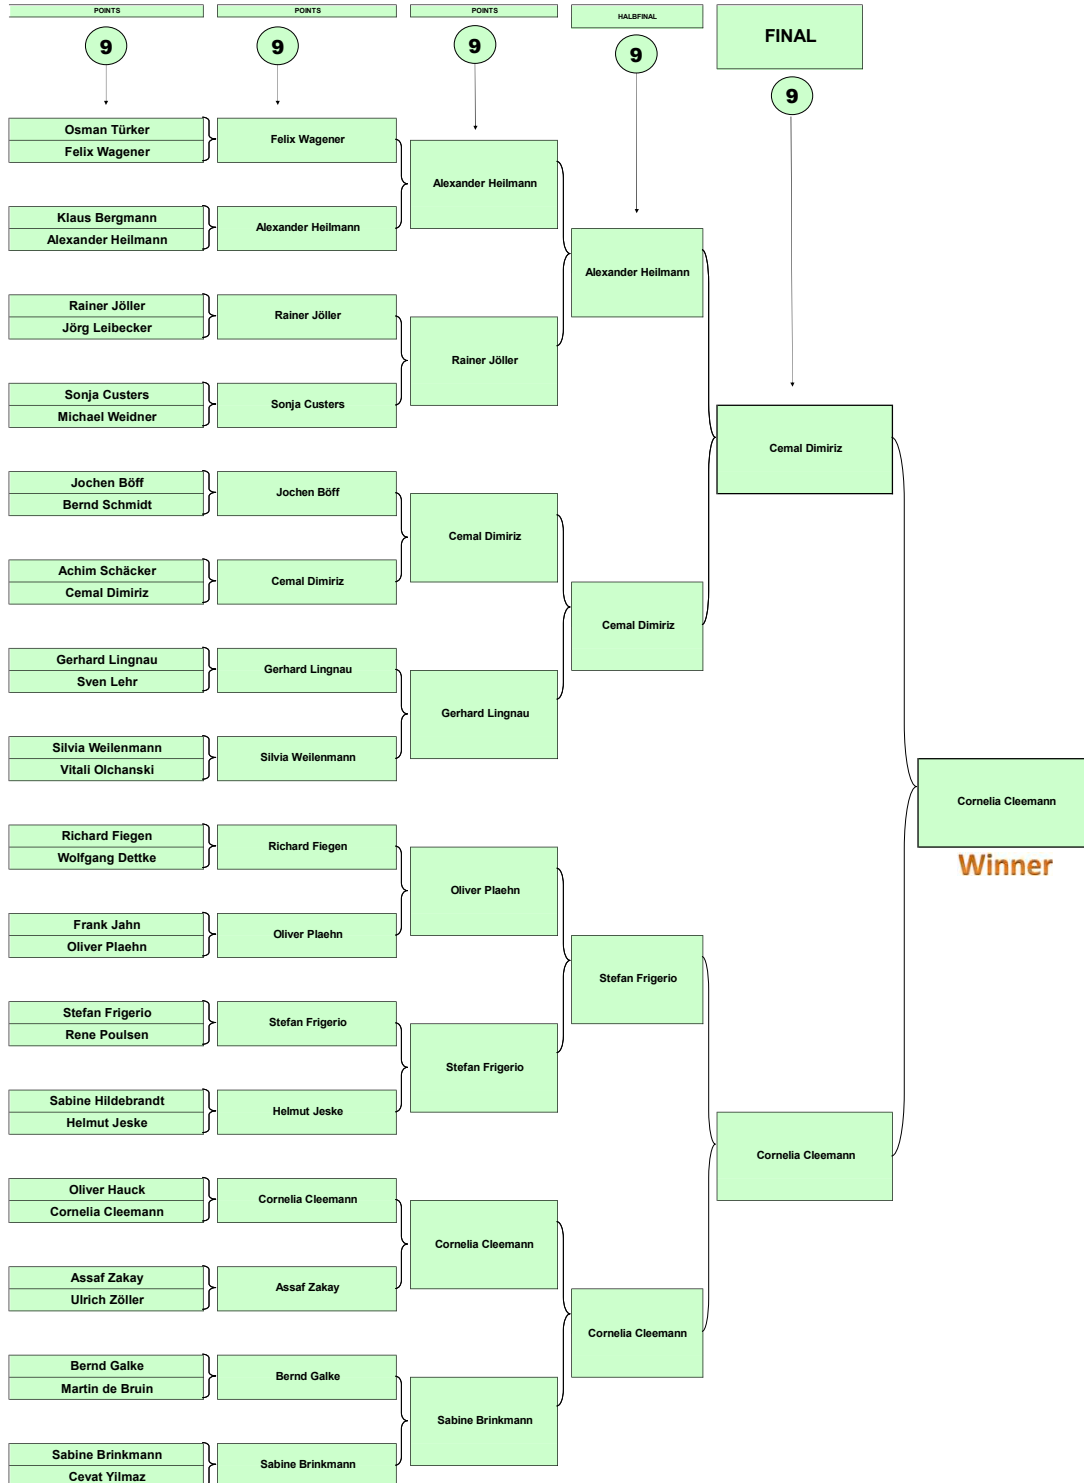 POINTS
POINTS
POINTS
HALBFINAL
FINAL
9
9
9
9
9
Osman Türker
Felix Wagener
Klaus Bergmann
Alexander Heilmann
Rainer Jöller
Jörg Leibecker
Sonja Custers
Michael Weidner
Jochen Böff
Bernd Schmidt
Achim Schäcker
Cemal Dimiriz
Gerhard Lingnau
Sven Lehr
Silvia Weilenmann
Vitali Olchanski
Richard Fiegen
Wolfgang Dettke
Frank Jahn
Oliver Plaehn
Stefan Frigerio
Rene Poulsen
Sabine Hildebrandt
Helmut Jeske
Oliver Hauck
Cornelia Cleemann
Assaf Zakay
Ulrich Zöller
Bernd Galke
Martin de Bruin
Sabine Brinkmann
Cevat Yilmaz
Felix Wagener
Alexander Heilmann
Rainer Jöller
Sonja Custers
Jochen Böff
Cemal Dimiriz
Gerhard Lingnau
Silvia Weilenmann
Richard Fiegen
Oliver Plaehn
Stefan Frigerio
Helmut Jeske
Cornelia Cleemann
Assaf Zakay
Bernd Galke
Sabine Brinkmann
Alexander Heilmann
Rainer Jöller
Cemal Dimiriz
Gerhard Lingnau
Oliver Plaehn
Stefan Frigerio
Cornelia Cleemann
Sabine Brinkmann
Alexander Heilmann
Cemal Dimiriz
Stefan Frigerio
Cornelia Cleemann
Cemal Dimiriz
Cornelia Cleemann
Cornelia Cleemann
Winner